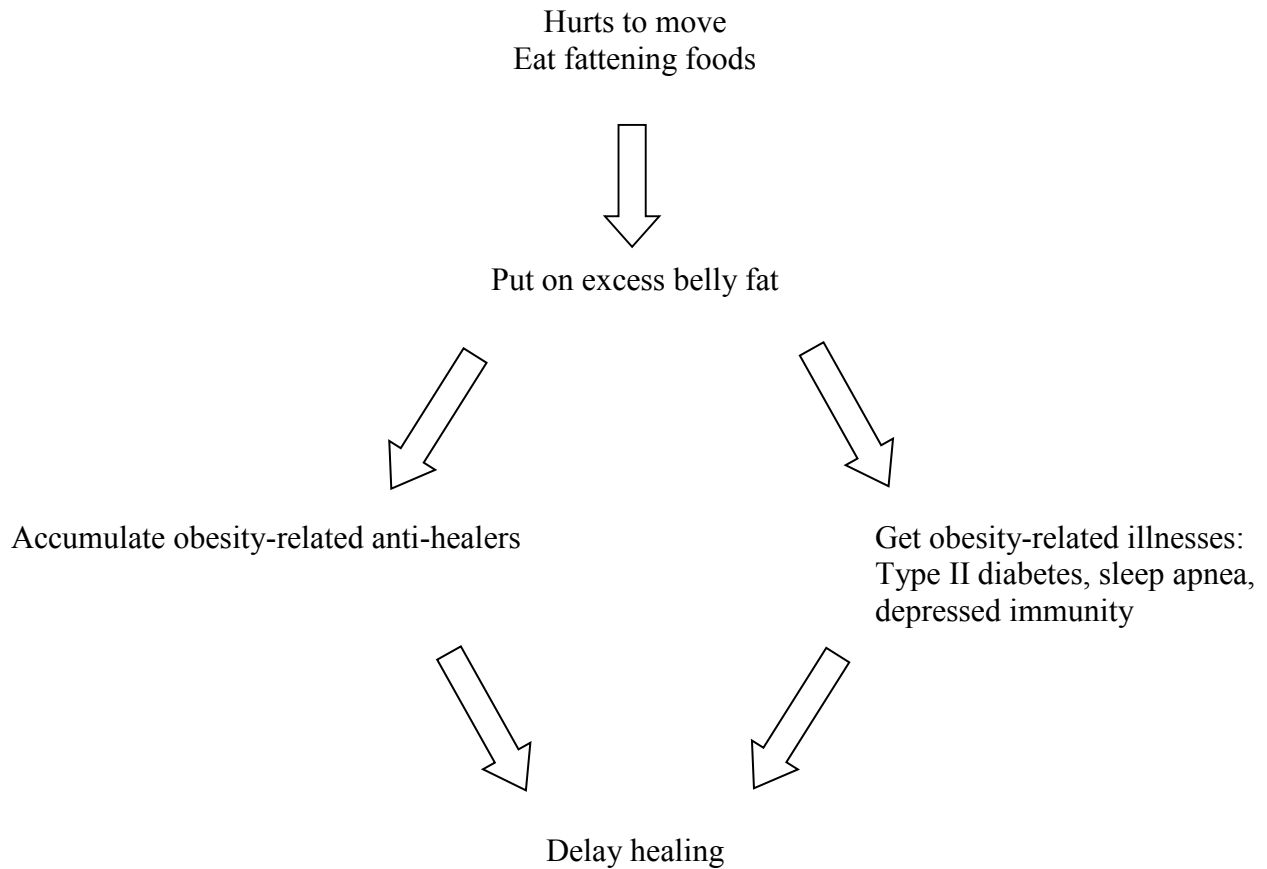 Hurts to move
Eat fattening foods
Put on excess belly fat
Accumulate obesity-related anti-healers
Get obesity-related illnesses:
Type II diabetes, sleep apnea,
depressed immunity
Delay healing